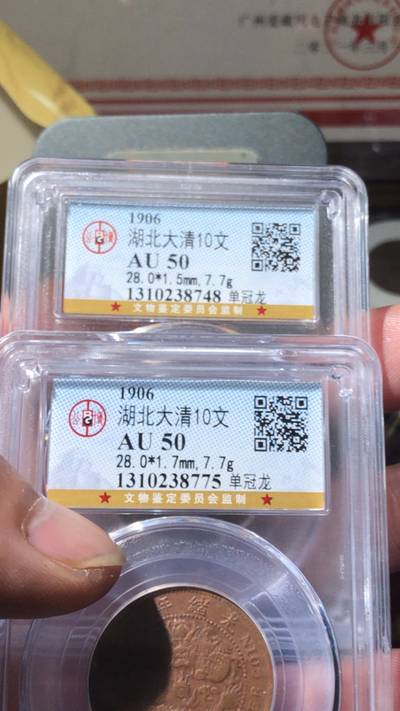 1906
湖北大清10文
AU 50
28.0*1.5mm,7.7g
1310238748 单冠龙
文物鉴定委员会监制
1906
湖北大清10文
AU 50
28.0*1.7mm,7.7g
1310238775 单冠龙
文物鉴定委员会监制